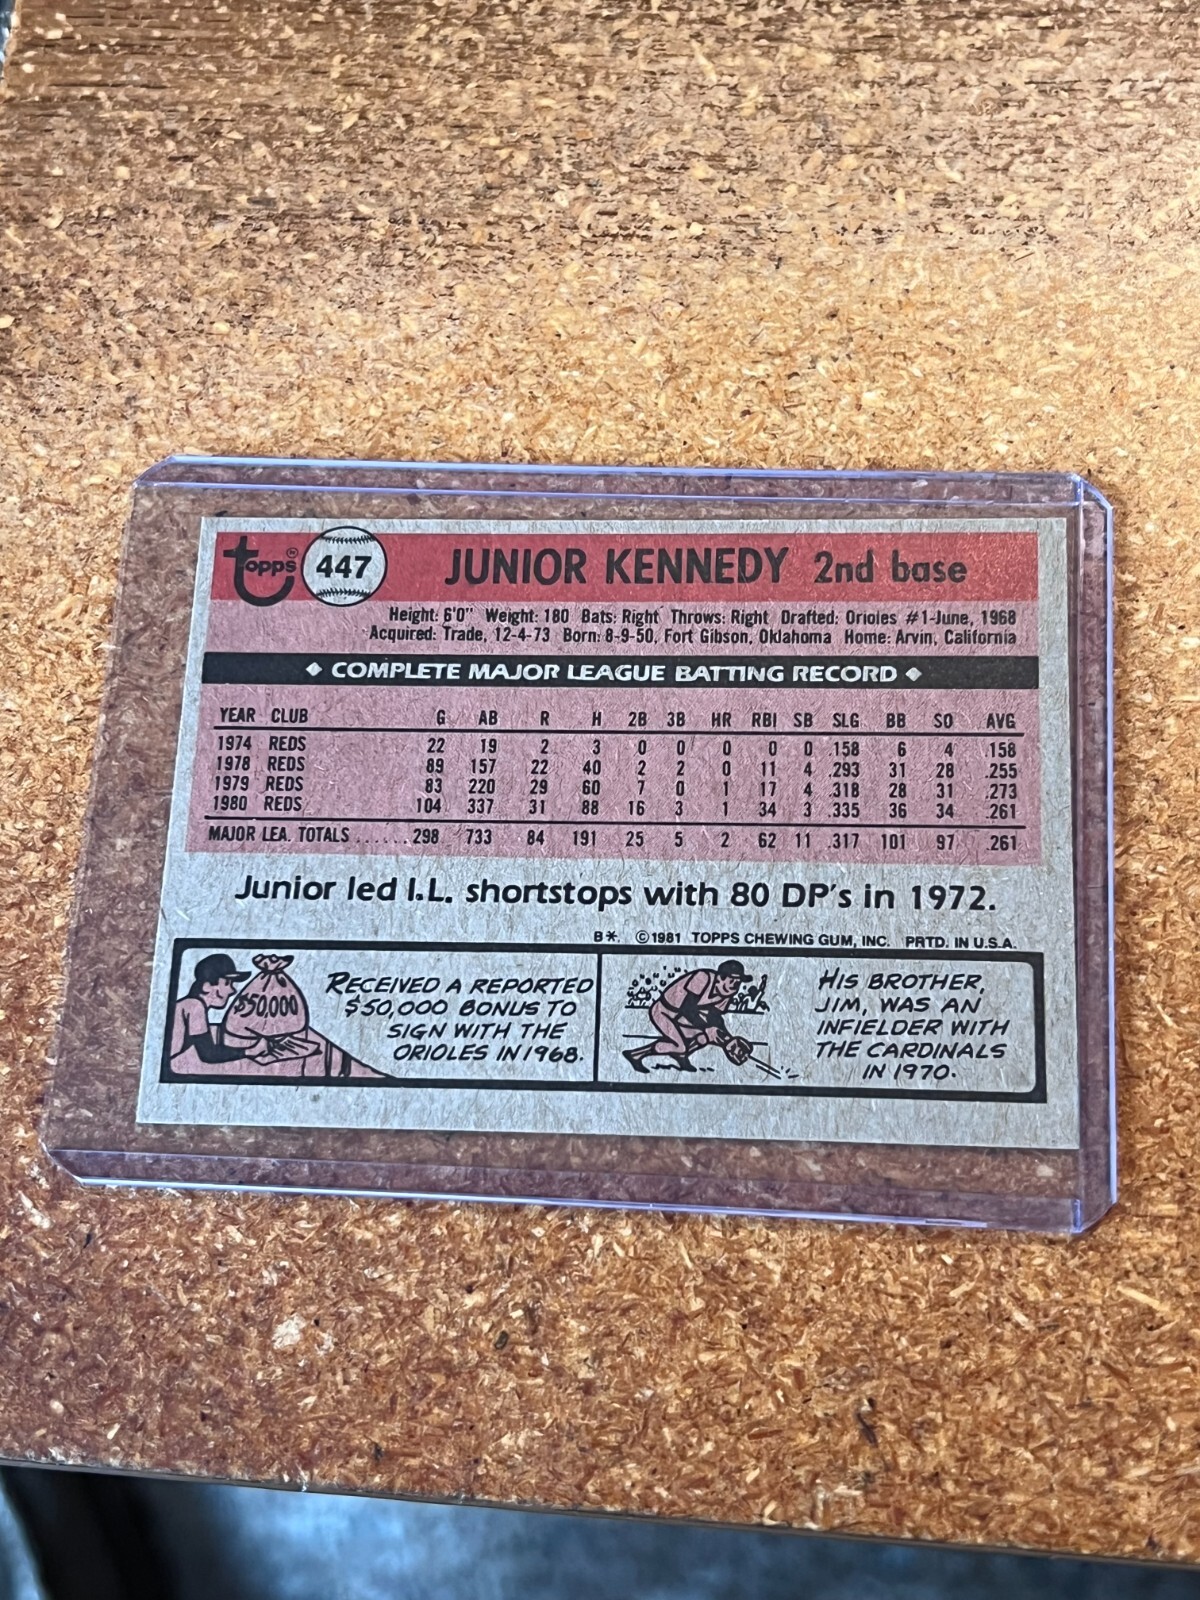 topps 447 JUNIOR KENNEDY 2nd base
Height: 6'0" Weight: 180 Bats: Right Throws: Right Drafted: Orioles #1-June, 1968
Acquired: Trade, 12-4-73 Born: 8-9-50, Fort Gibson, Oklahoma Home: Arvin, California
◆ COMPLETE MAJOR LEAGUE BATTING RECORD ◆
YEAR CLUB G AB R H 2B 3B HR RBI SB SLG BB SO AVG
1974 REDS 22 19 2 3 0 0 0 0 0 .158 6 4 .158
1978 REDS 89 157 22 40 2 2 0 11 4 .293 31 28 .255
1979 REDS 83 220 29 60 7 0 1 17 4 .318 28 31 .273
1980 REDS 104 337 31 88 16 3 1 34 3 .335 36 34 .261
MAJOR LEA. TOTALS ...... 298 733 84 191 25 5 2 62 11 .317 101 97 .261
Junior led I.L. shortstops with 80 DP's in 1972.
B*. © 1981 TOPPS CHEWING GUM, INC. PRTD. IN U.S.A.
$50,000
RECEIVED A REPORTED
$50,000 BONUS TO
SIGN WITH THE
ORIOLES IN 1968.
HIS BROTHER,
JIM, WAS AN
INFIELDER WITH
THE CARDINALS
IN 1970.